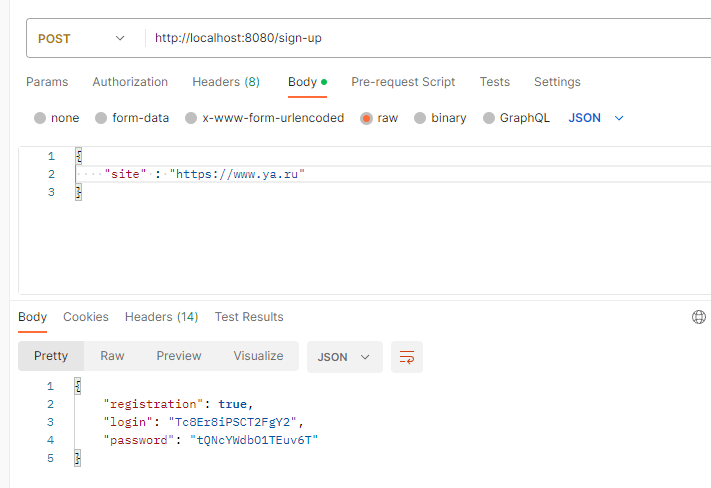 POST http://localhost:8080/sign-up
Params Authorization Headers (8) Body Pre-request Script Tests Settings
none form-data x-www-form-urlencoded raw binary GraphQL JSON
1 {
2 "site" : "https://www.ya.ru"
3 }
Body Cookies Headers (14) Test Results
Pretty Raw Preview Visualize JSON
1 {
2 "registration": true,
3 "login": "Tc8Er8iPSCT2FgY2",
4 "password": "tQNcYWdbO1TEuv6T"
5 }